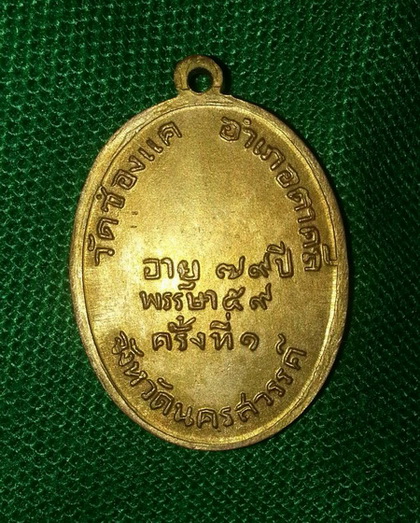 วัดช่องแค อำเภอตาคลี
อายุ ๗๙ ปี
พรรษา ๕๙
ครั้งที่ ๑
จังหวัดนครสวรรค์